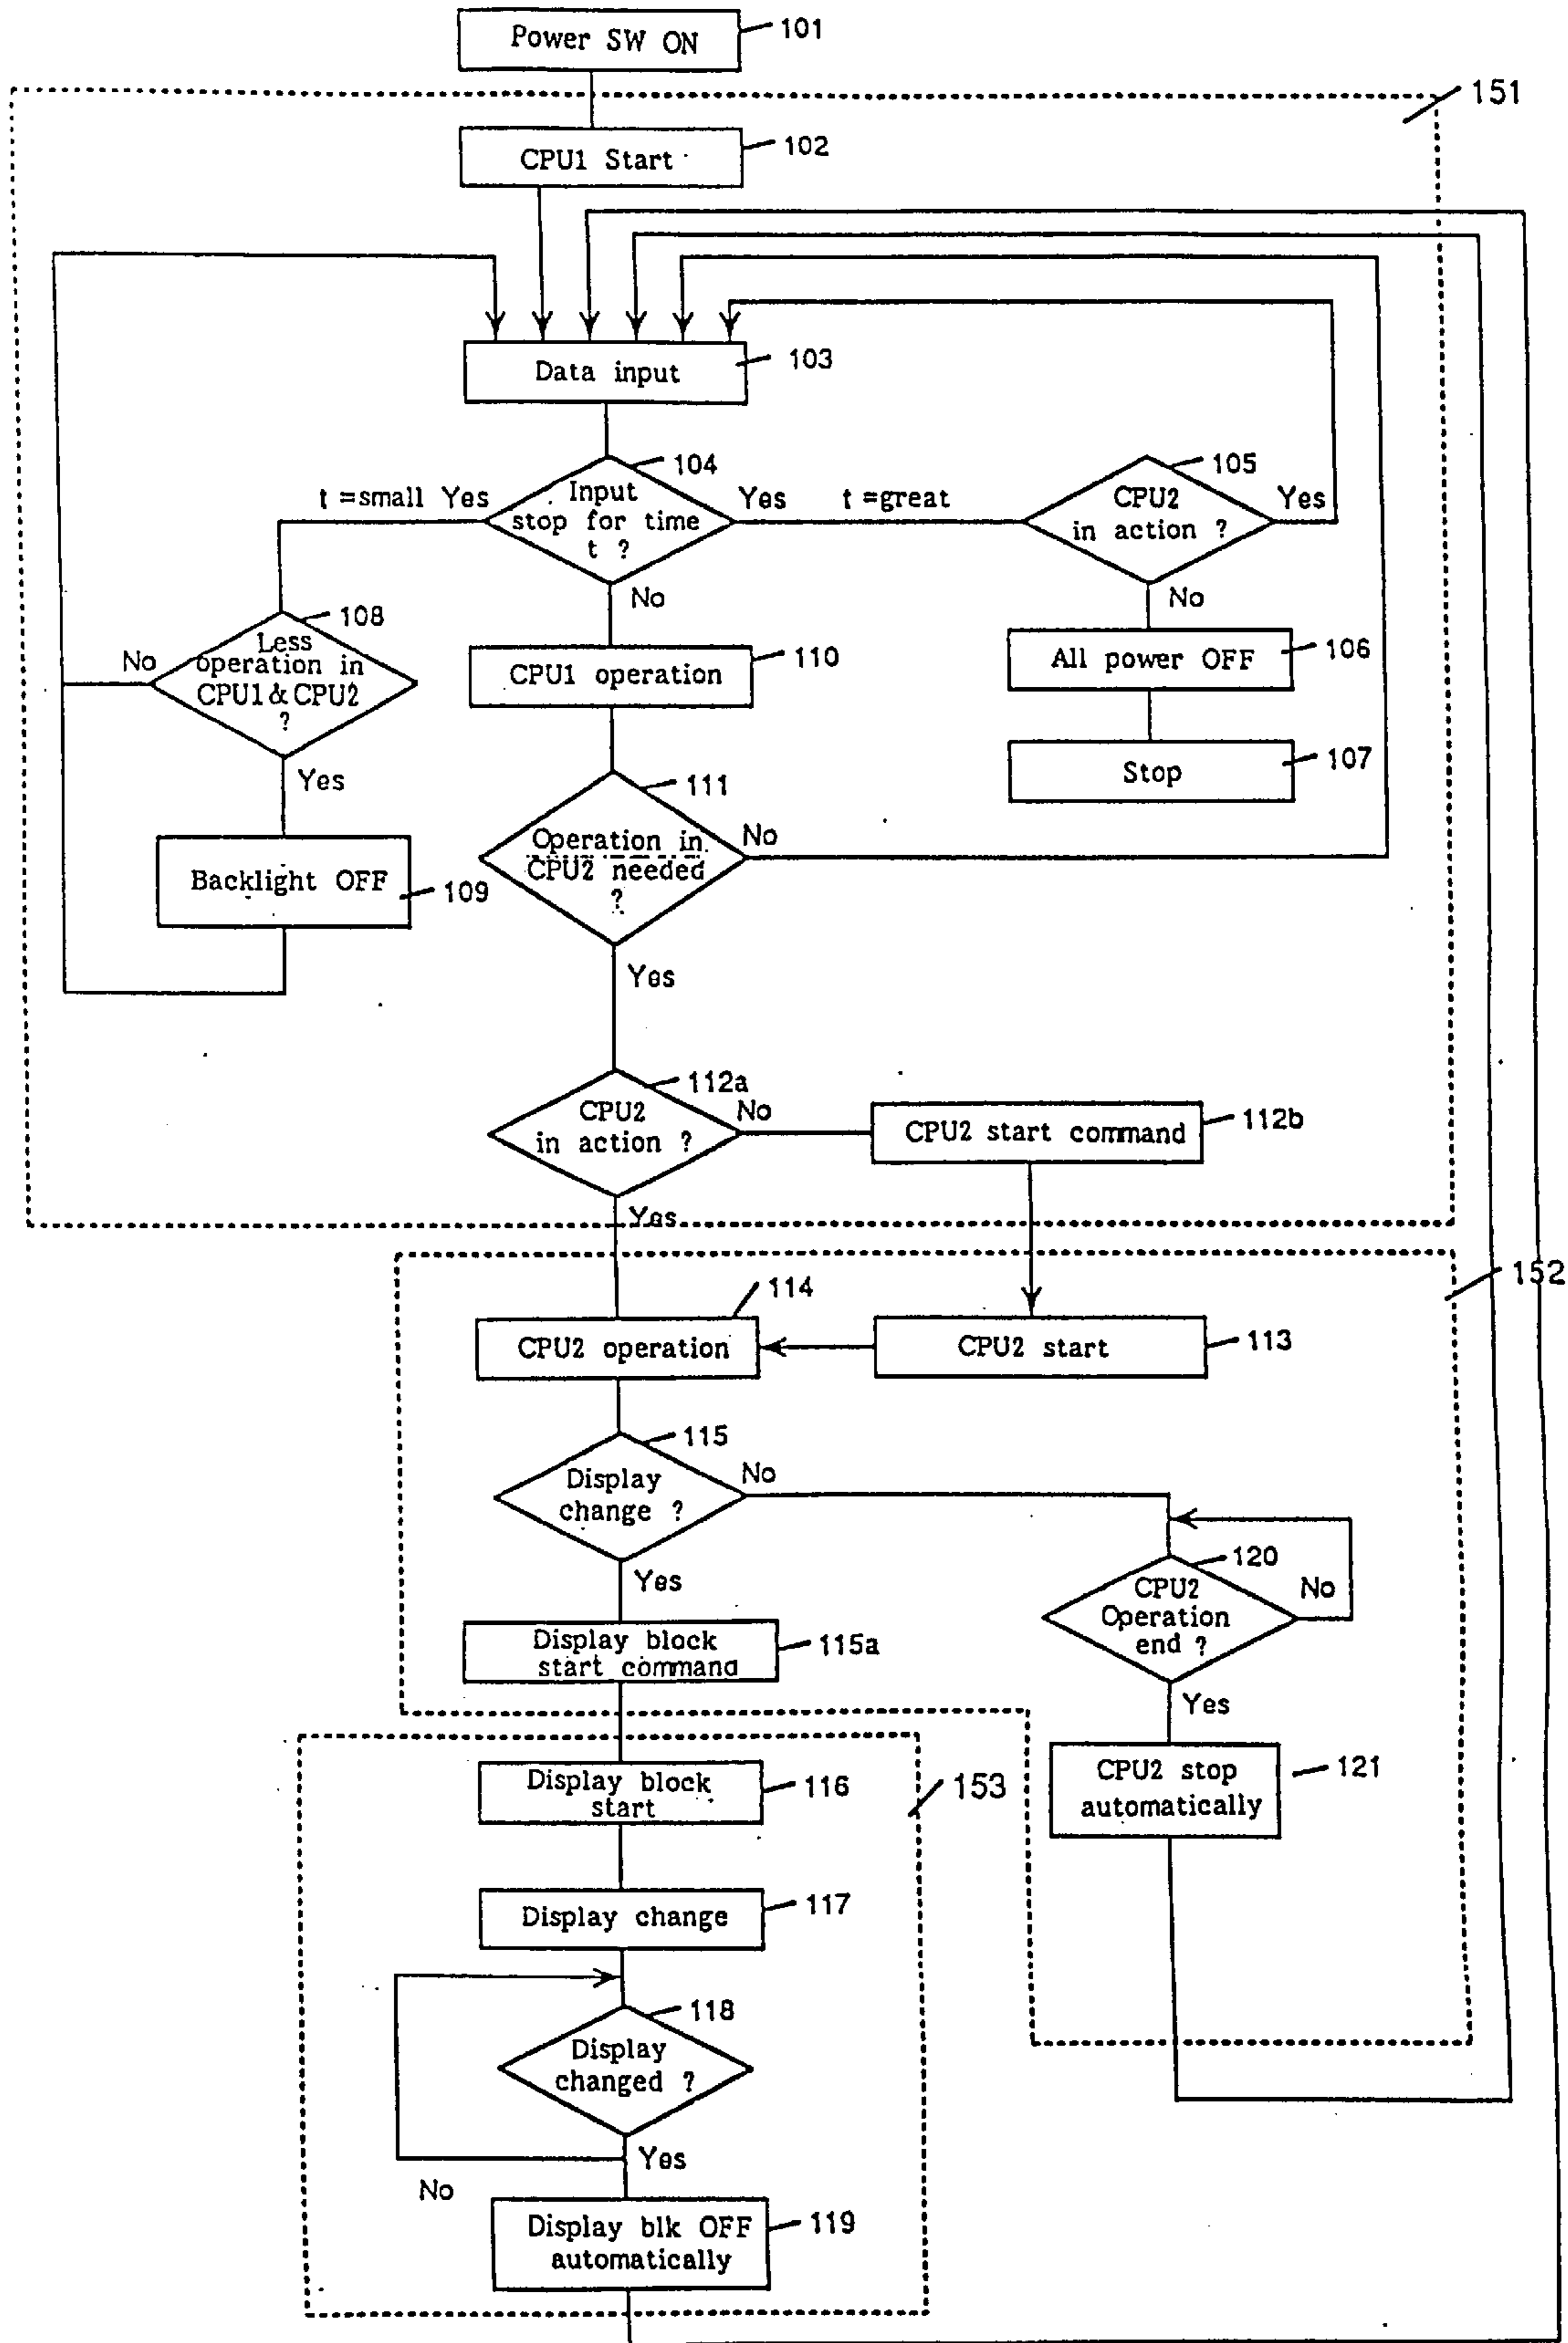 Power SW ON
101
151
CPU1 Start
102
Data input
103
104
Input
stop for time
t ?
t =small Yes
Yes t =great
No
105
CPU2
in action ?
Yes
No
108
Less
operation in
CPU1 & CPU2
?
No
Yes
CPU1 operation
110
All power OFF
106
Stop
107
111
Operation in
CPU2 needed
?
No
Yes
Backlight OFF
109
112a
CPU2
in action ?
No
Yes
CPU2 start command
112b
152
114
CPU2 operation
CPU2 start
113
115
Display
change ?
No
Yes
120
CPU2
Operation
end ?
No
Yes
Display block
start command
115a
CPU2 stop
automatically
121
Display block
start
116
153
Display change
117
118
Display
changed ?
Yes
No
Display blk OFF
automatically
119